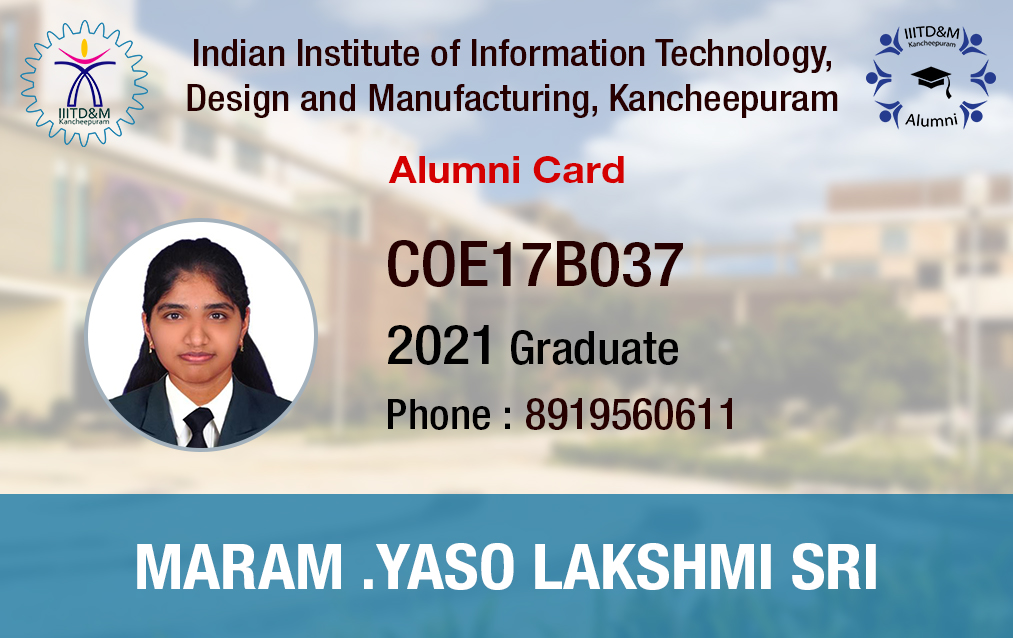 Indian Institute of Information Technology,
Design and Manufacturing, Kancheepuram
IIITD&M
Kancheepuram
IIITD&M
Kancheepuram
Alumni
Alumni Card
COE17B037
2021 Graduate
Phone : 8919560611
MARAM .YASO LAKSHMI SRI